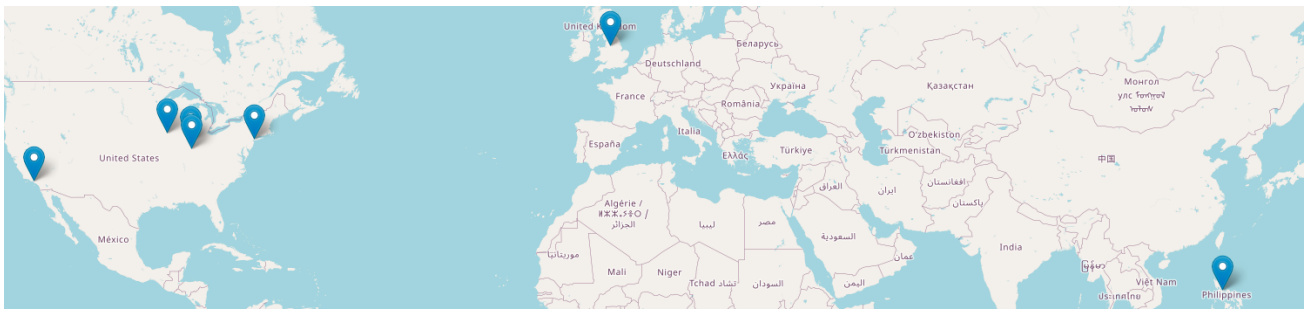 United Kingdom
Беларусь
Deutschland
Україна
Қазақстан
Монгол
улс
France
România
Italia
O'zbekiston
España
Türkiye
Türkmenistan
Ελλάς
United States
中国
العراق
ایران
افغانستان
پاکستان
Algérie /
ⵍⵣⵣⴰⵢⴻⵔ /
الجزائر
ليبيا
مصر
السعودية
México
India
موريتانيا
عمان
Mali
Niger
Tchad تشاد
السودان
اليمن
Việt Nam
ประเทศไทย
Philippines